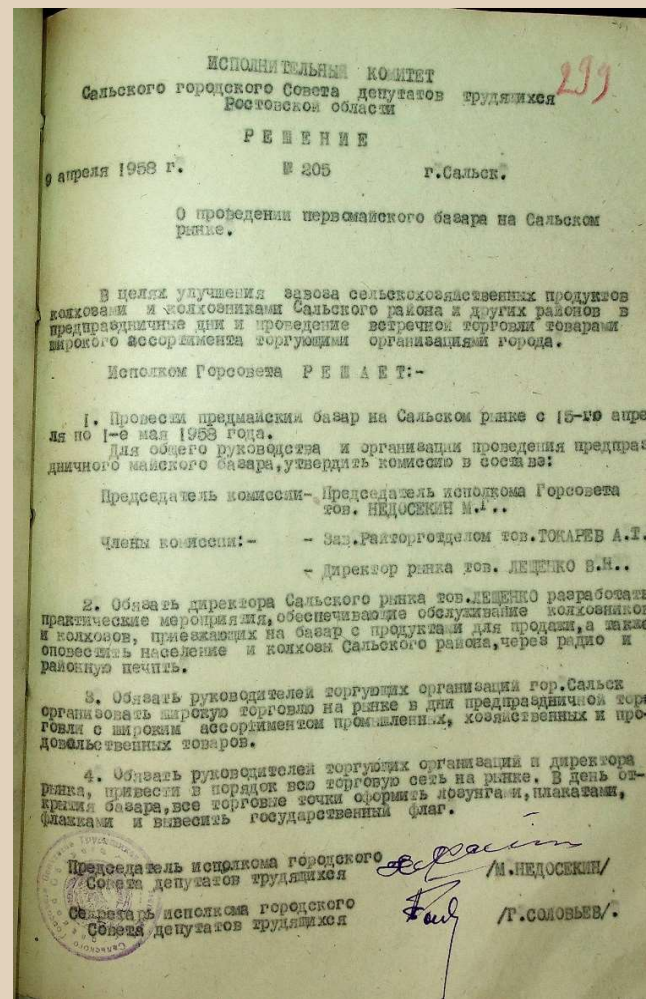 299
ИСПОЛНИТЕЛЬНЫЙ КОМИТЕТ
Сальского городского Совета депутатов трудящихся
Ростовской области
Р Е Ш Е Н И Е
9 апреля 1958 г. № 205 г.Сальск.
О проведении первомайского базара на Сальском
рынке.
В целях улучшения завоза сельскохозяйственных продуктов
колхозами и колхозниками Сальского района и других районов в
предпраздничные дни и проведение встречной торговли товарами
широкого ассортимента торгующими организациями города.
Исполком Горсовета Р Е Ш А Е Т:-
1. Провести предмайский базар на Сальском рынке с 15-го апре-
ля по 1-е мая 1958 года.
Для общего руководства и организации проведения предпраз-
дничного майского базара,утвердить комиссию в составе:
Председатель комиссии- Председатель исполкома Горсовета
тов. НЕДОСЕКИН М.
Члены комиссии:- - Зав.Райторготделом тов.ТОКАРЕВ А.Т.
- Директор рынка тов. ЛЕЩЕНКО В.Н..
2. Обязать директора Сальского рынка тов.ЛЕЩЕНКО разработать
практические мероприятия,обеспечивающие обслуживание колхозников
и колхозов, приезжающих на базар с продуктами для продажи,а также
оповестить население и колхозы Сальского района,через радио и
районную печпть.
3. Обязать руководителей торгующих организаций гор.Сальск
организовать широкую торговлю на рынке в дни предпраздничной тор-
говли с широким ассортиментом промышленных, хозяйственных и про-
довольственных товаров.
4. Обязать руководителей торгующих организаций и директора
рынка, привести в порядок всю торговую сеть на рынке. В день от-
крытия базара,все торговые точки оформить лозунгами,плакатами,
флажками и вывесить государственный флаг.
Председатель исполкома городского
Совета депутатов трудящихся /М.НЕДОСЕКИН/
Секретарь исполкома городского
Совета депутатов трудящихся /Г.СОЛОВЬЕВ/.